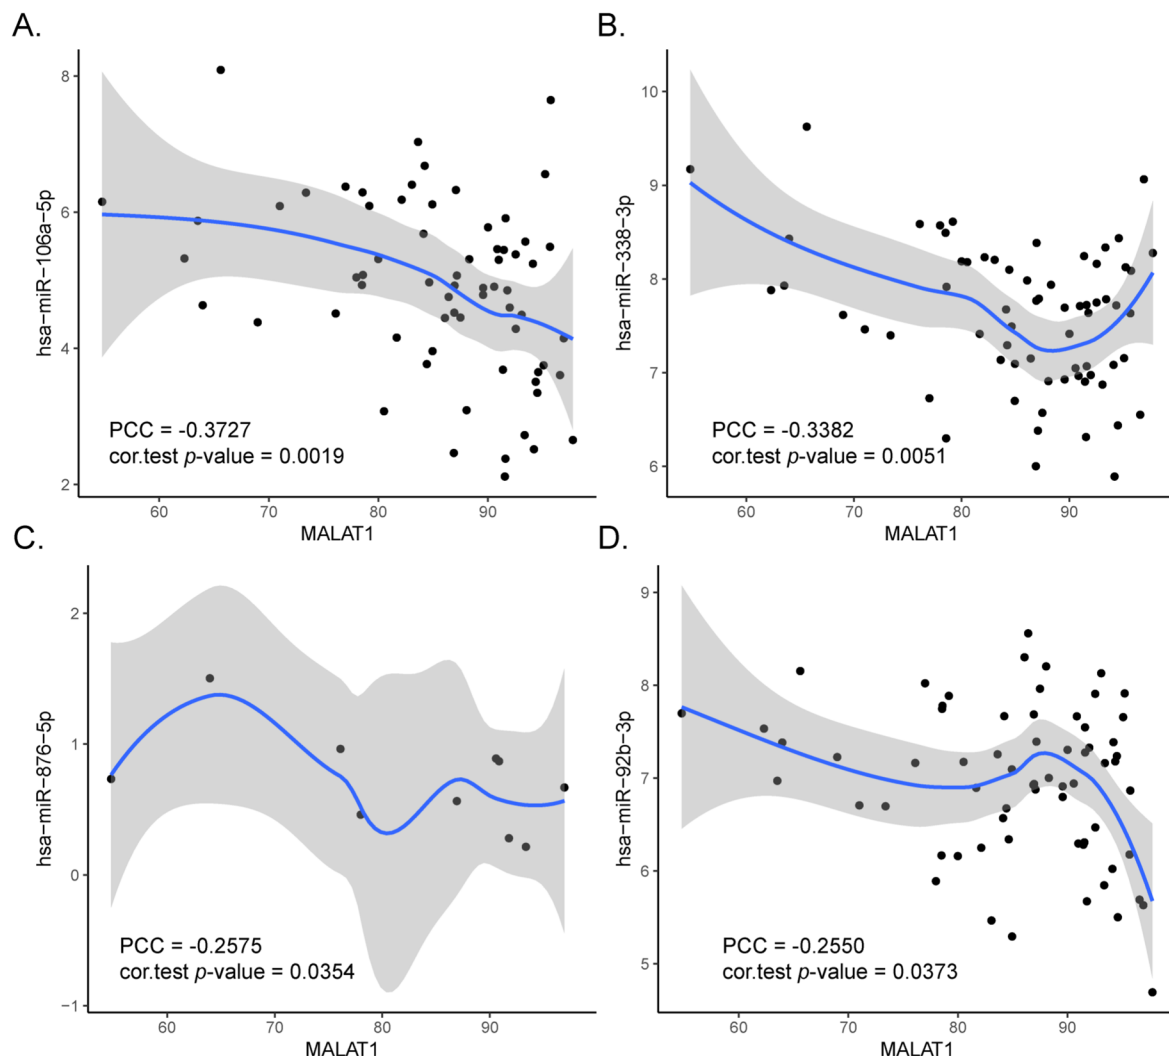 A.
hsa−miR−106a−5p
8
6
4
2
PCC = -0.3727
cor.test p-value = 0.0019
60 70 80 90
MALAT1
B.
hsa−miR−338−3p
10
9
8
7
6
PCC = -0.3382
cor.test p-value = 0.0051
60 70 80 90
MALAT1
C.
hsa−miR−876−5p
2
1
0
−1
PCC = -0.2575
cor.test p-value = 0.0354
60 70 80 90
MALAT1
D.
hsa−miR−92b−3p
9
8
7
6
5
PCC = -0.2550
cor.test p-value = 0.0373
60 70 80 90
MALAT1